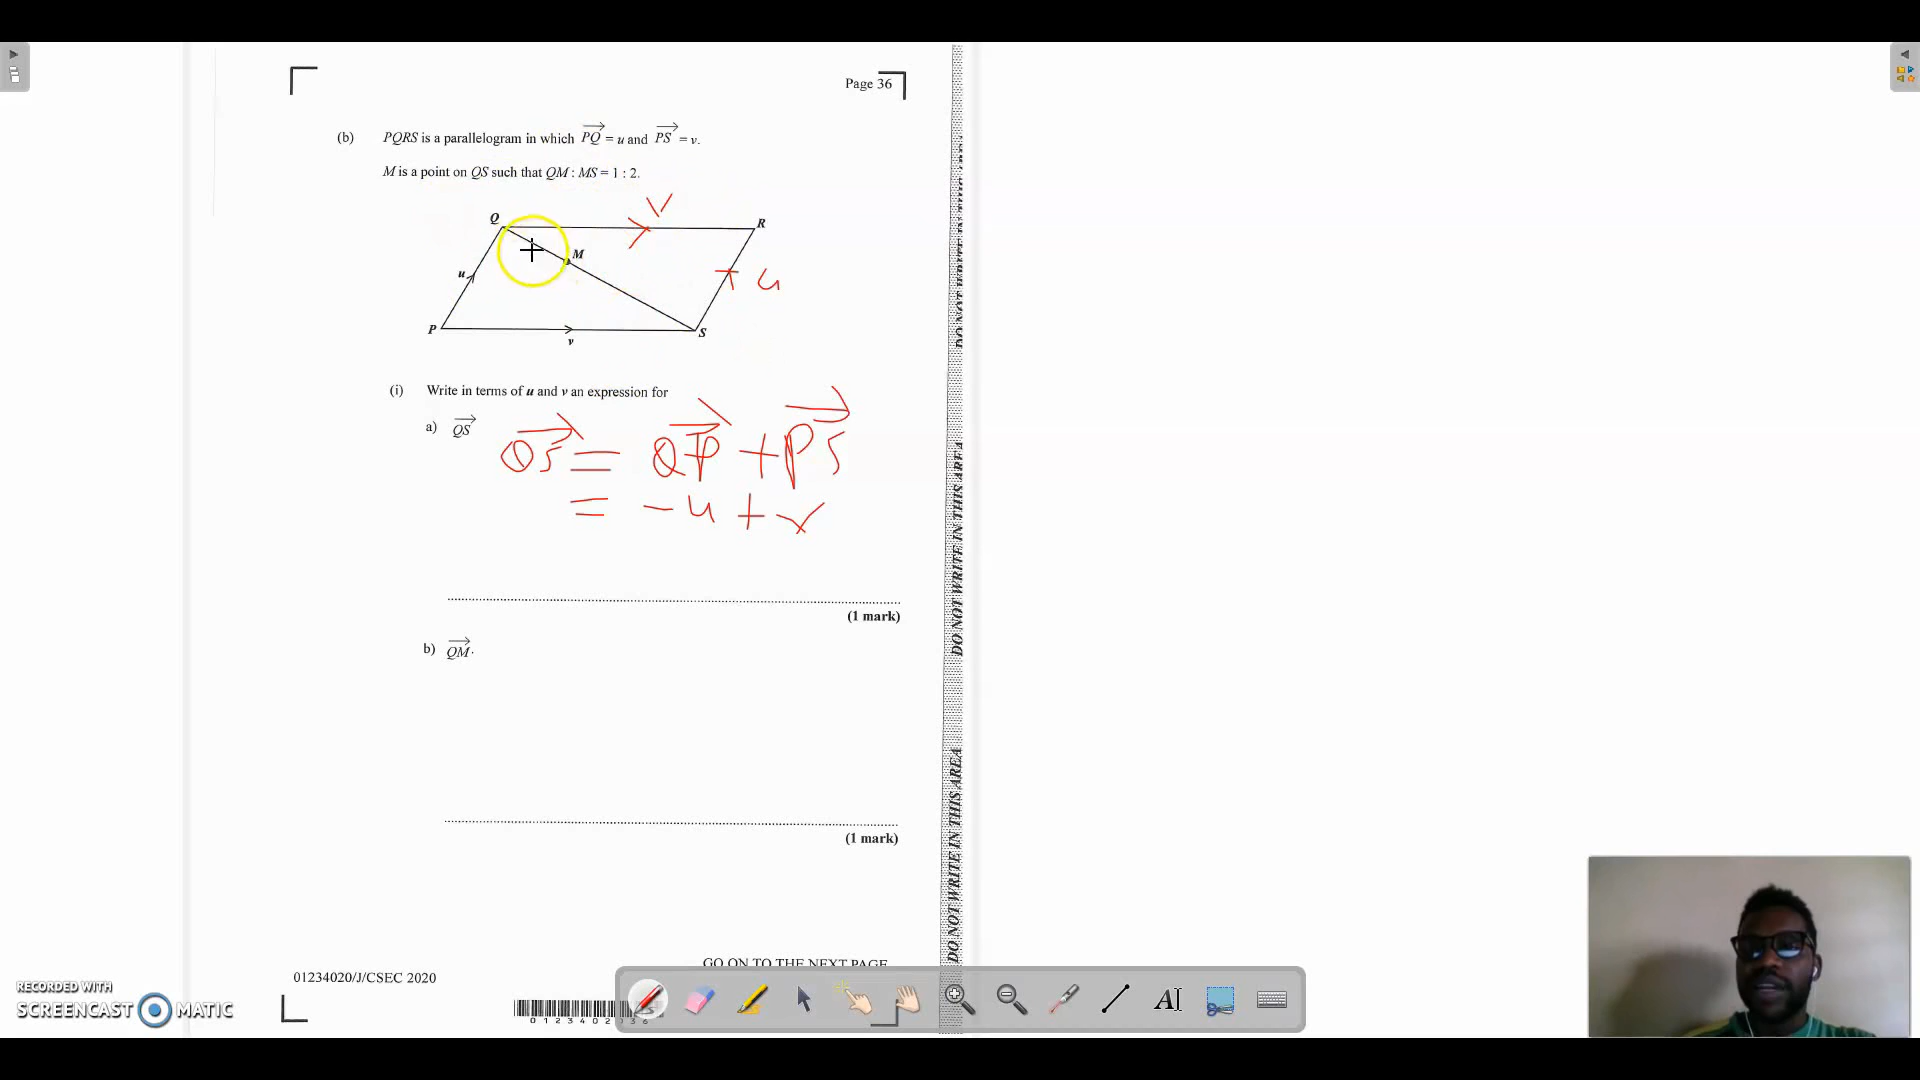 Page 36
(b) PQRS is a parallelogram in which PQ = u and PS = v.
M is a point on QS such that QM : MS = 1 : 2.
v
Q R
M
u u
P S
v
(i) Write in terms of u and v an expression for
a) QS QS = QP + PS
= -u + v
(1 mark)
b) QM.
(1 mark)
GO ON TO THE NEXT PAGE
01234020/J/CSEC 2020
DO NOT WRITE IN THIS AREA
DO NOT WRITE IN THIS AREA
RECORDED WITH
SCREENCAST MATIC
AI